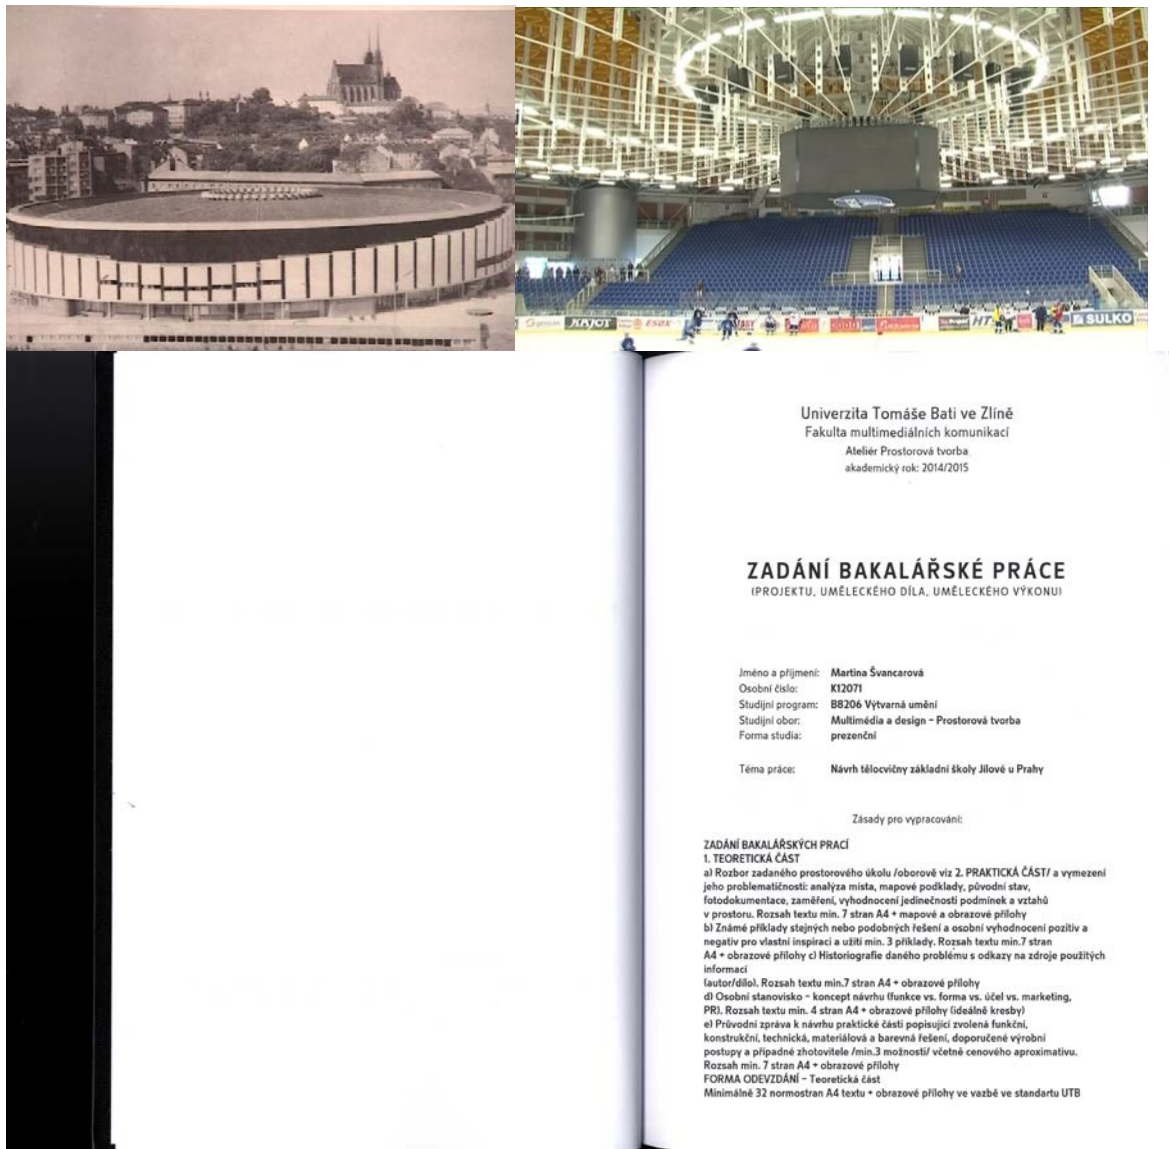 KAJOT
ESOX
HT
SULKO
Univerzita Tomáše Bati ve Zlíně
Fakulta multimediálních komunikací
Ateliér Prostorová tvorba
akademický rok: 2014/2015
ZADÁNÍ BAKALÁŘSKÉ PRÁCE
(PROJEKTU, UMĚLECKÉHO DÍLA, UMĚLECKÉHO VÝKONU)
Jméno a příjmení: Martina Švancarová
Osobní číslo: K12071
Studijní program: B8206 Výtvarná umění
Studijní obor: Multimédia a design – Prostorová tvorba
Forma studia: prezenční
Téma práce: Návrh tělocvičny základní školy Jílové u Prahy
Zásady pro vypracování:
ZADÁNÍ BAKALÁŘSKÝCH PRACÍ
1. TEORETICKÁ ČÁST
a) Rozbor zadaného prostorového úkolu /oborově viz 2. PRAKTICKÁ ČÁST/ a vymezení
jeho problematičnosti: analýza místa, mapové podklady, původní stav,
fotodokumentace, zaměření, vyhodnocení jedinečnosti podmínek a vztahů
v prostoru. Rozsah textu min. 7 stran A4 + mapové a obrazové přílohy
b) Známé příklady stejných nebo podobných řešení a osobní vyhodnocení pozitiv a
negativ pro vlastní inspiraci a užití min. 3 příklady. Rozsah textu min.7 stran
A4 + obrazové přílohy c) Historiografie daného problému s odkazy na zdroje použitých
informací
(autor/dílo). Rozsah textu min.7 stran A4 + obrazové přílohy
d) Osobní stanovisko – koncept návrhu (funkce vs. forma vs. účel vs. marketing,
PR). Rozsah textu min. 4 stran A4 + obrazové přílohy (ideálně kresby)
e) Průvodní zpráva k návrhu praktické části popisující zvolená funkční,
konstrukční, technická, materiálová a barevná řešení, doporučené výrobní
postupy a případné zhotovitele /min.3 možnosti/ včetně cenového aproximativu.
Rozsah min. 7 stran A4 + obrazové přílohy
FORMA ODEVZDÁNÍ – Teoretická část
Minimálně 32 normostran A4 textu + obrazové přílohy ve vazbě ve standartu UTB